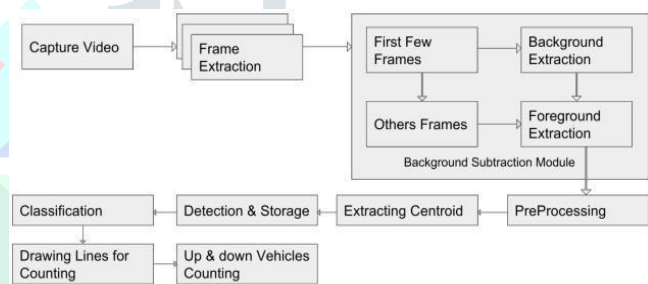 Capture Video
Frame
Extraction
First Few
Frames
Background
Extraction
Others Frames
Foreground
Extraction
Background Subtraction Module
PreProcessing
Extracting Centroid
Detection & Storage
Classification
Drawing Lines for
Counting
Up & down Vehicles
Counting